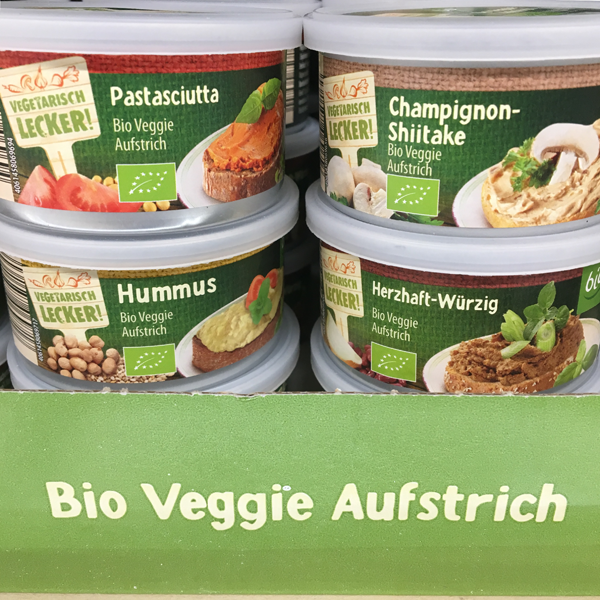 VEGETARISCH
LECKER!
Pastasciutta
Bio Veggie
Aufstrich
4061458069694
VEGETARISCH
LECKER!
Champignon-
Shiitake
Bio Veggie
Aufstrich
VEGETARISCH
LECKER!
Hummus
Bio Veggie
Aufstrich
VEGETARISCH
LECKER!
Herzhaft-Würzig
Bio Veggie
Aufstrich
Bio Veggie Aufstrich